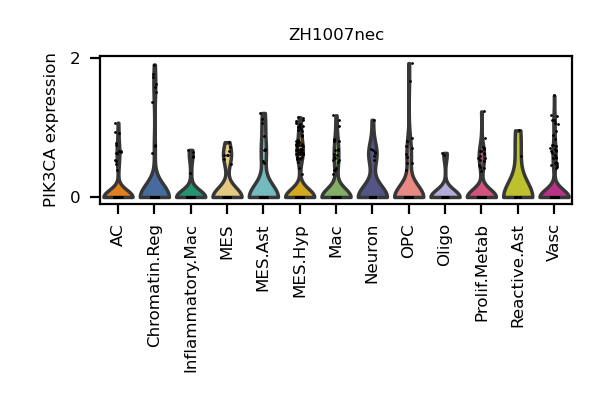 ZH1007nec
PIK3CA expression
2
0
AC
Chromatin.Reg
Inflammatory.Mac
MES
MES.Ast
MES.Hyp
Mac
Neuron
OPC
Oligo
Prolif.Metab
Reactive.Ast
Vasc